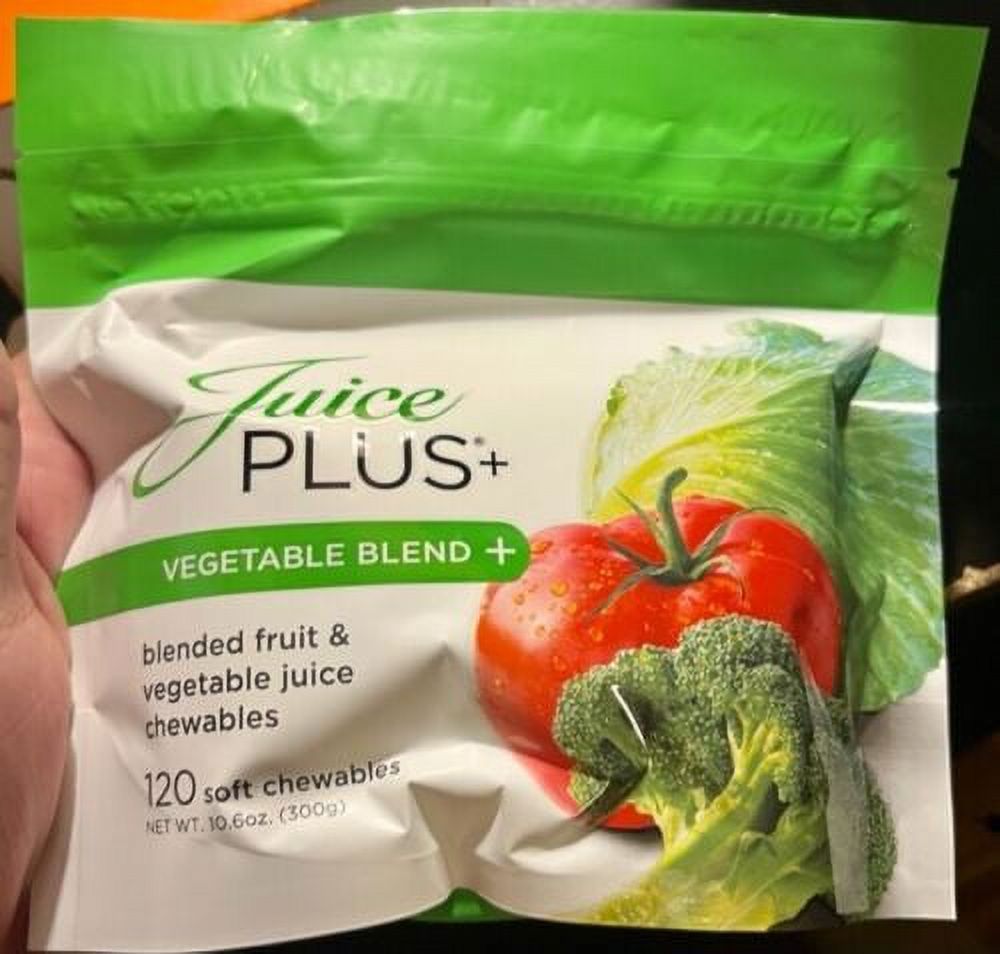 Juice
PLUS®+
VEGETABLE BLEND +
blended fruit &
vegetable juice
chewables
120 soft chewables
NET WT. 10.6oz. (300g)